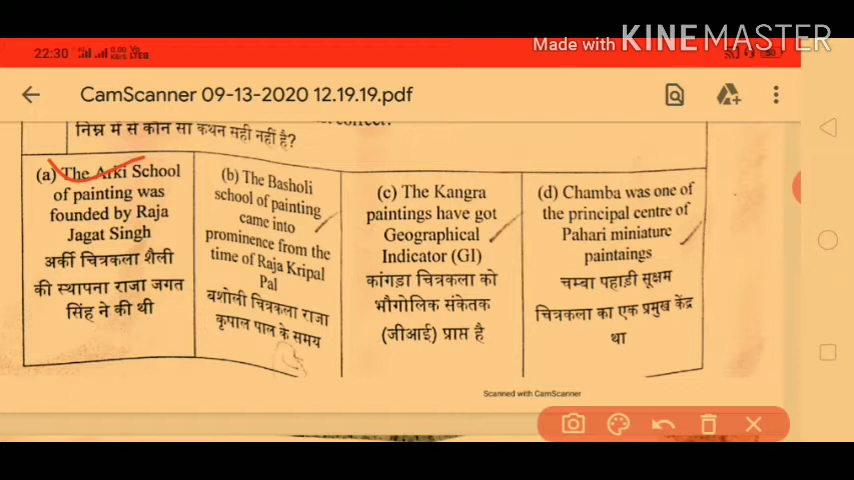 Made with KINEMASTER
22:30
CamScanner 09-13-2020 12.19.19.pdf
निम्न में से कौन सा कथन सही नहीं है?
(a) The Arki School
of painting was
founded by Raja
Jagat Singh
अर्की चित्रकला शैली
की स्थापना राजा जगत
सिंह ने की थी
(b) The Basholi
school of painting
came into
prominence from the
time of Raja Kripal
Pal
बशोली चित्रकला राजा
कृपाल पाल के समय
(c) The Kangra
paintings have got
Geographical
Indicator (GI)
कांगड़ा चित्रकला को
भौगोलिक संकेतक
(जीआई) प्राप्त है
(d) Chamba was one of
the principal centre of
Pahari miniature
paintaings
चम्बा पहाड़ी सूक्षम
चित्रकला का एक प्रमुख केंद्र
था
Scanned with CamScanner